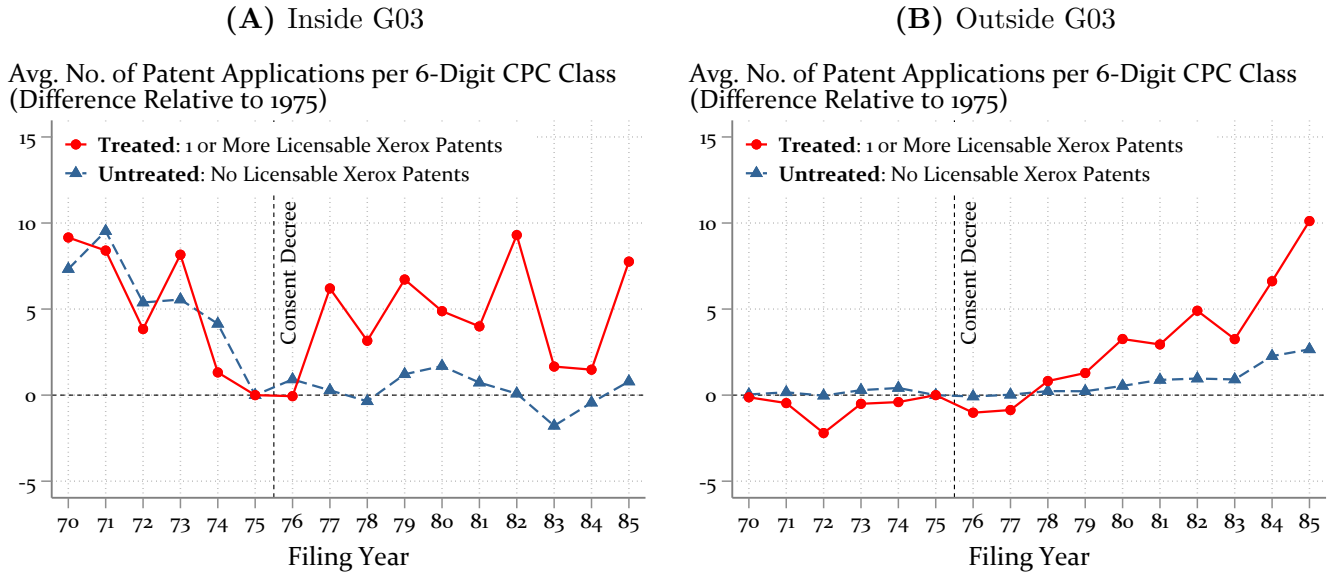 (A) Inside G03
Avg. No. of Patent Applications per 6-Digit CPC Class
(Difference Relative to 1975)
15
10
5
0
-5
Treated: 1 or More Licensable Xerox Patents
Untreated: No Licensable Xerox Patents
Consent Decree
70 71 72 73 74 75 76 77 78 79 80 81 82 83 84 85
Filing Year
(B) Outside G03
Avg. No. of Patent Applications per 6-Digit CPC Class
(Difference Relative to 1975)
15
10
5
0
-5
Treated: 1 or More Licensable Xerox Patents
Untreated: No Licensable Xerox Patents
Consent Decree
70 71 72 73 74 75 76 77 78 79 80 81 82 83 84 85
Filing Year